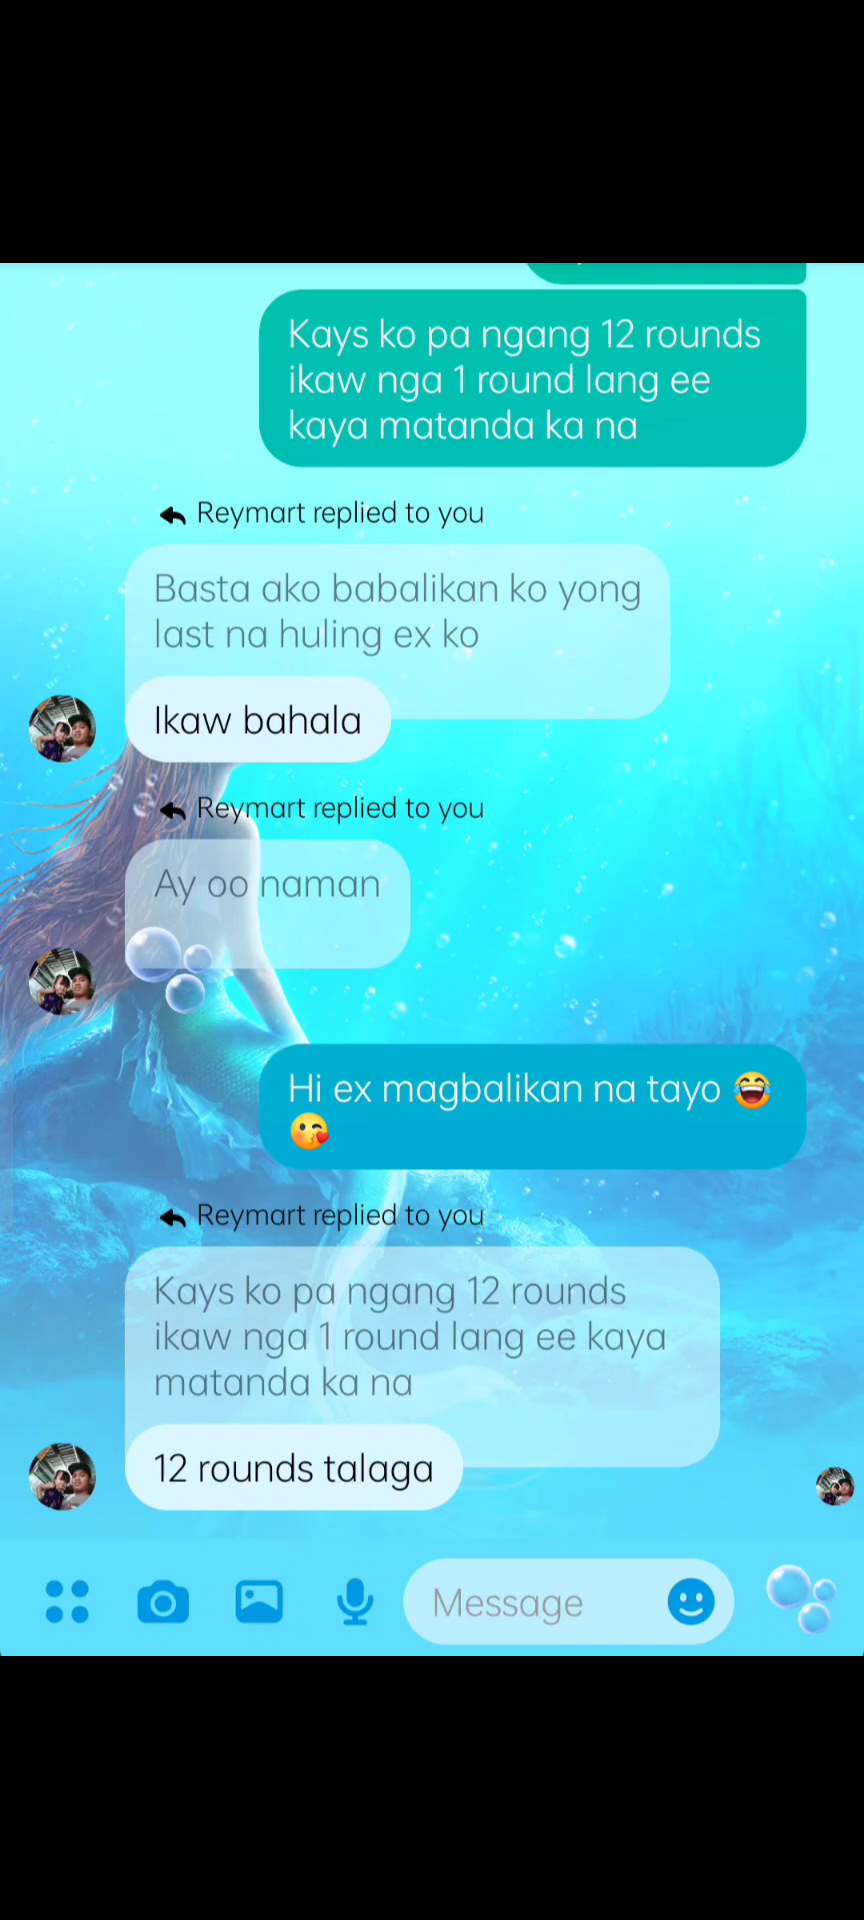 Kays ko pa ngang 12 rounds
ikaw nga 1 round lang ee
kaya matanda ka na
Reymart replied to you
Basta ako babalikan ko yong
last na huling ex ko
Ikaw bahala
Reymart replied to you
Ay oo naman
Hi ex magbalikan na tayo 😂
😘
Reymart replied to you
Kays ko pa ngang 12 rounds
ikaw nga 1 round lang ee kaya
matanda ka na
12 rounds talaga
Message